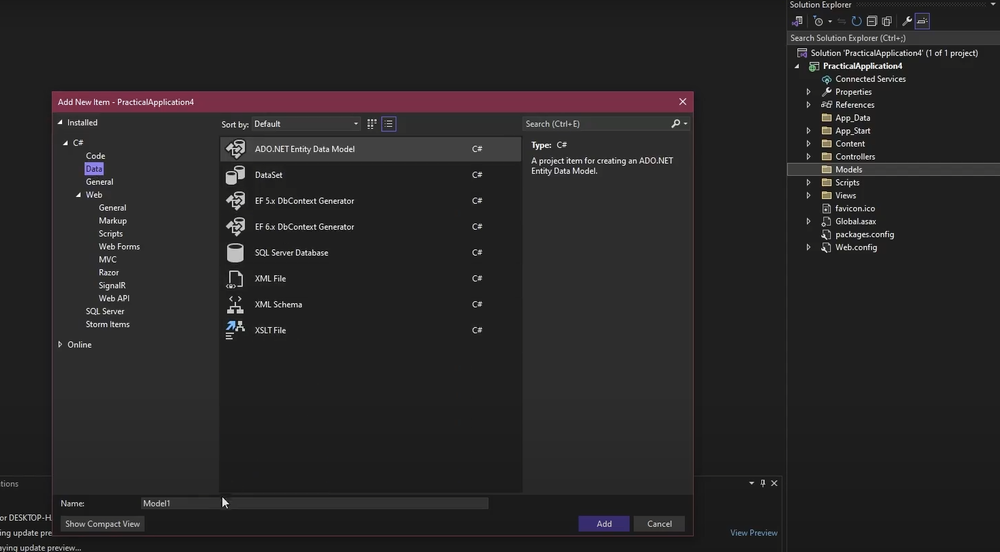 Solution Explorer
Search Solution Explorer (Ctrl+;)
Solution 'PracticalApplication4' (1 of 1 project)
PracticalApplication4
Connected Services
Properties
References
App_Data
App_Start
Content
Controllers
Models
Scripts
Views
favicon.ico
Global.asax
packages.config
Web.config
Add New Item - PracticalApplication4
Installed
C#
Code
Data
General
Web
General
Markup
Scripts
Web Forms
MVC
Razor
SignalR
Web API
SQL Server
Storm Items
Online
Sort by: Default
Search (Ctrl+E)
ADO.NET Entity Data Model C#
DataSet C#
EF 5.x DbContext Generator C#
EF 6.x DbContext Generator C#
SQL Server Database C#
XML File C#
XML Schema C#
XSLT File C#
Type: C#
A project item for creating an ADO.NET
Entity Data Model.
Name: Model1
Show Compact View
Add
Cancel
tions
or DESKTOP-H
ing update pre
aying update preview...
View Preview